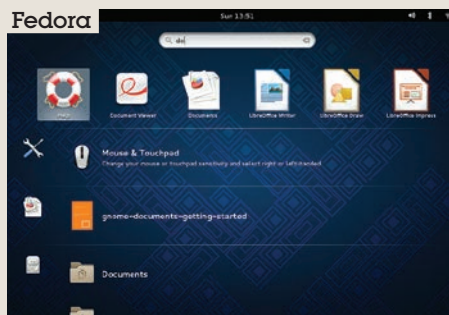 Fedora
Sun 13:51
do
Help
Document Viewer
Documents
LibreOffice Writer
LibreOffice Draw
LibreOffice Impress
Mouse & Touchpad
Change your mouse or touchpad sensitivity and select right or left-handed.
gnome-documents-getting-started
Documents